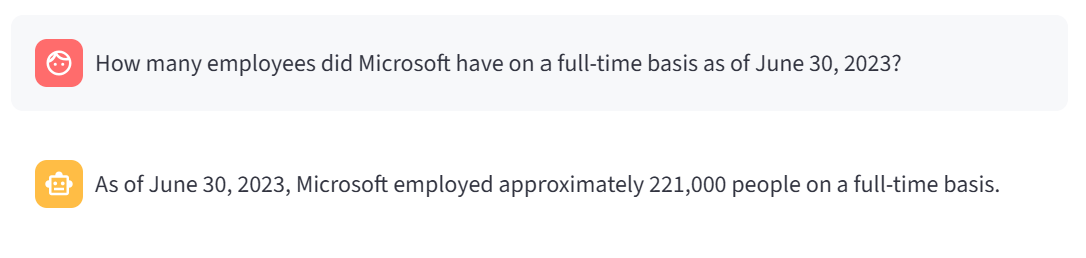 How many employees did Microsoft have on a full-time basis as of June 30, 2023?
As of June 30, 2023, Microsoft employed approximately 221,000 people on a full-time basis.